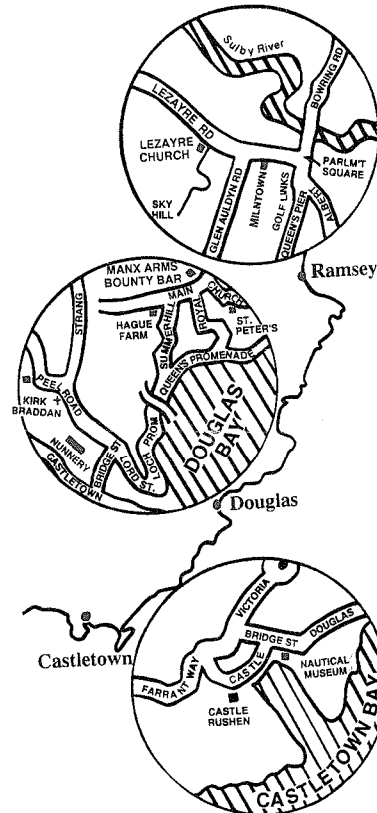 Sulby River
BOWRING RD
LEZAYRE RD
LEZAYRE
CHURCH
PARLM'T
SQUARE
SKY
HILL
GLEN AULDYN RD
MILNTOWN
GOLF LINKS
QUEEN'S PIER
ALBERT
Ramsey
MANX ARMS
BOUNTY BAR
MAIN
CHURCH
STRANG
HAGUE
FARM
SUMMERHILL
ROYAL
ST.
PETER'S
QUEEN'S PROMENADE
PEEL ROAD
KIRK
BRADDAN
NUNNERY
CASTLETOWN
BRIDGE ST
LORD ST.
LOCH PROM
DOUGLAS
BAY
Douglas
VICTORIA
BRIDGE ST
DOUGLAS
Castletown
FARRANT WAY
CASTLE
NAUTICAL
MUSEUM
CASTLE
RUSHEN
CASTLETOWN BAY